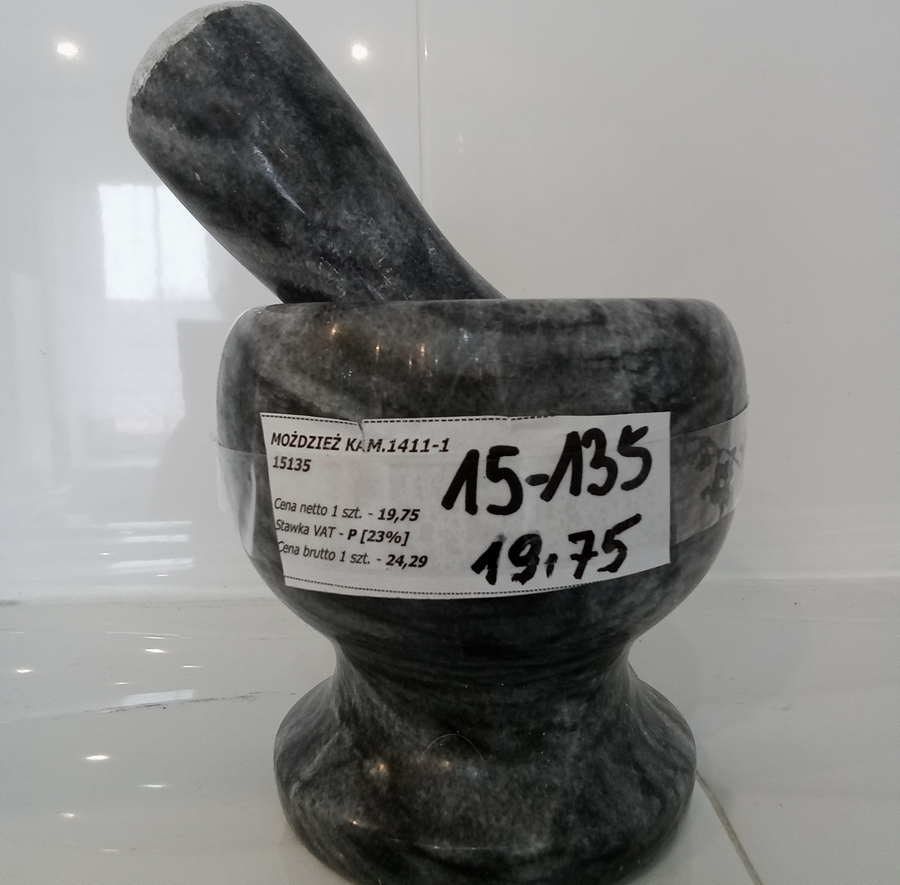 MOŻDZIEŻ KAM.1411-1
15135
Cena netto 1 szt. - 19,75
Stawka VAT - P [23%]
Cena brutto 1 szt. - 24,29
15-135
19,75